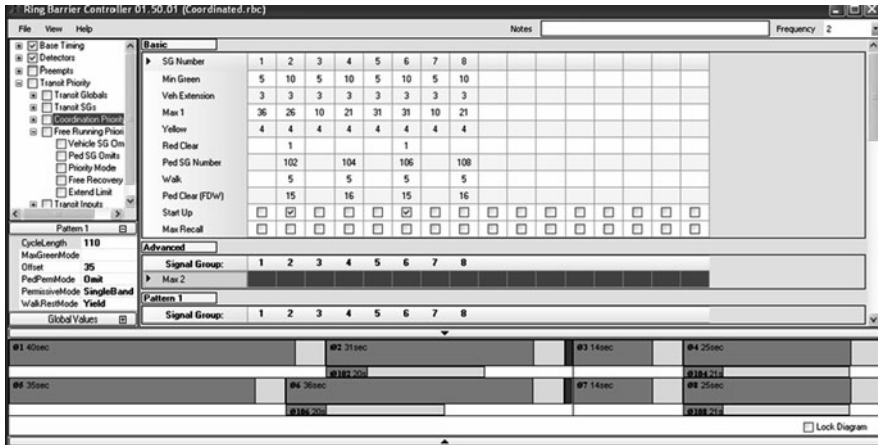 Ring Barrier Controller 01.50.01 (Coordinated.rbc)
File View Help Notes Frequency 2
Base Timing
Detectors
Preempts
Transit Priority
Transit Globals
Transit SGs
Coordination Priority
Free Running Priori
Vehicle SG Om
Ped SG Omits
Priority Mode
Free Recovery
Extend Limit
Transit Inputs
Pattern 1
CycleLength 110
MaxGreenMode
Offset 35
PedPermMode Omit
PermissiveMode SingleBand
WalkRestMode Yield
Global Values
Basic
SG Number 1 2 3 4 5 6 7 8
Min Green 5 10 5 10 5 10 5 10
Veh Extension 3 3 3 3 3 3 3 3
Max 1 36 26 10 21 31 31 10 21
Yellow 4 4 4 4 4 4 4 4
Red Clear 1 1
Ped SG Number 102 104 106 108
Walk 5 5 5 5
Ped Clear (FDW) 15 16 15 16
Start Up
Max Recall
Advanced
Signal Group: 1 2 3 4 5 6 7 8
Max 2
Pattern 1
Signal Group: 1 2 3 4 5 6 7 8
Ø1 40sec Ø2 31sec Ø3 14sec Ø4 25sec
Ø102 20s Ø104 21s
Ø5 35sec Ø6 36sec Ø7 14sec Ø8 25sec
Ø106 20s Ø108 21s
Lock Diagram